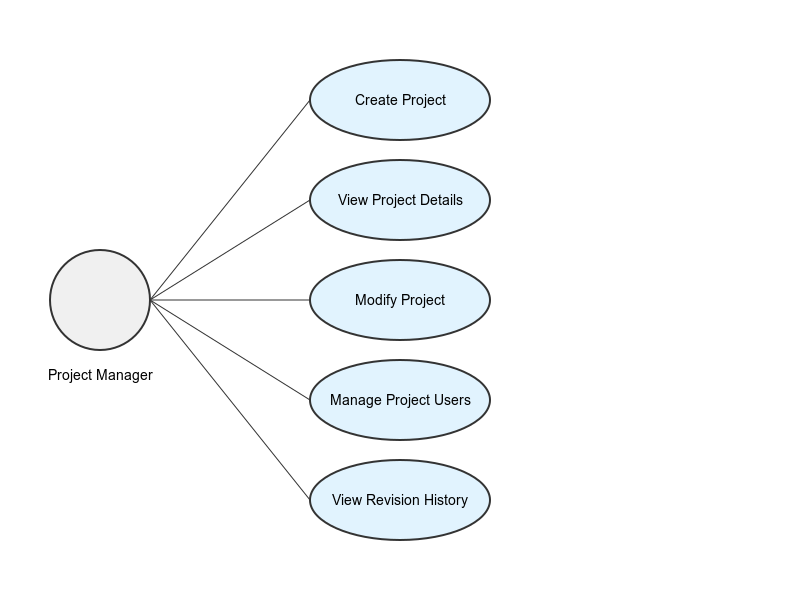 Create Project
View Project Details
Modify Project
Project Manager
Manage Project Users
View Revision History